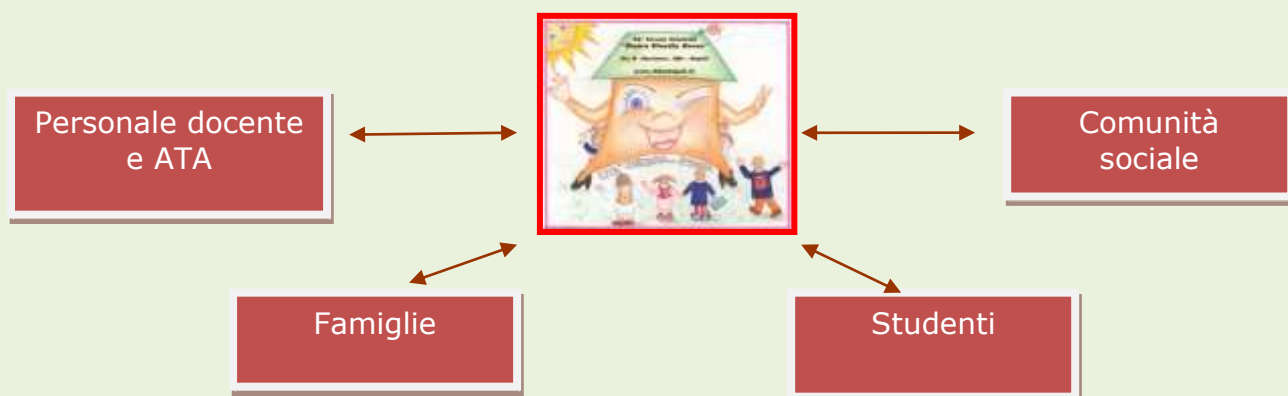 Personale docente
e ATA
Comunità
sociale
Famiglie
Studenti